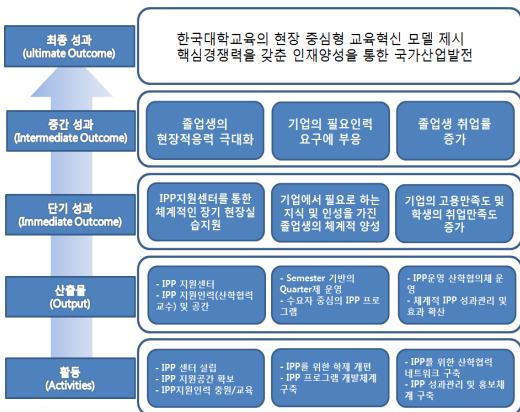 최종 성과
(ultimate Outcome)
한국대학교육의 현장 중심형 교육혁신 모델 제시
핵심경쟁력을 갖춘 인재양성을 통한 국가산업발전
중간 성과
(Intermediate Outcome)
졸업생의
현장적응력 극대화
기업의 필요인력
요구에 부응
졸업생 취업률
증가
단기 성과
(Immediate Outcome)
IPP지원센터를 통한
체계적인 장기 현장실
습지원
기업에서 필요로 하는
지식 및 인성을 가진
졸업생의 체계적 양성
기업의 고용만족도 및
학생의 취업만족도
증가
산출물
(Output)
- IPP 지원센터
- IPP 지원인력(산학협력
교수) 및 공간
- Semester 기반의
Quarter제 운영
- 수요자 중심의 IPP 프로
그램
- IPP운영 산학협의체 운
영
- 체계적 IPP 성과관리 및
효과 확산
활동
(Activities)
- IPP 센터 설립
- IPP 지원공간 확보
- IPP지원인력 충원/교육
- IPP를 위한 학제 개편
- IPP 프로그램 개발체계
구축
- IPP를 위한 산학협력
네트워크 구축
- IPP 성과관리 및 홍보체
계 구축